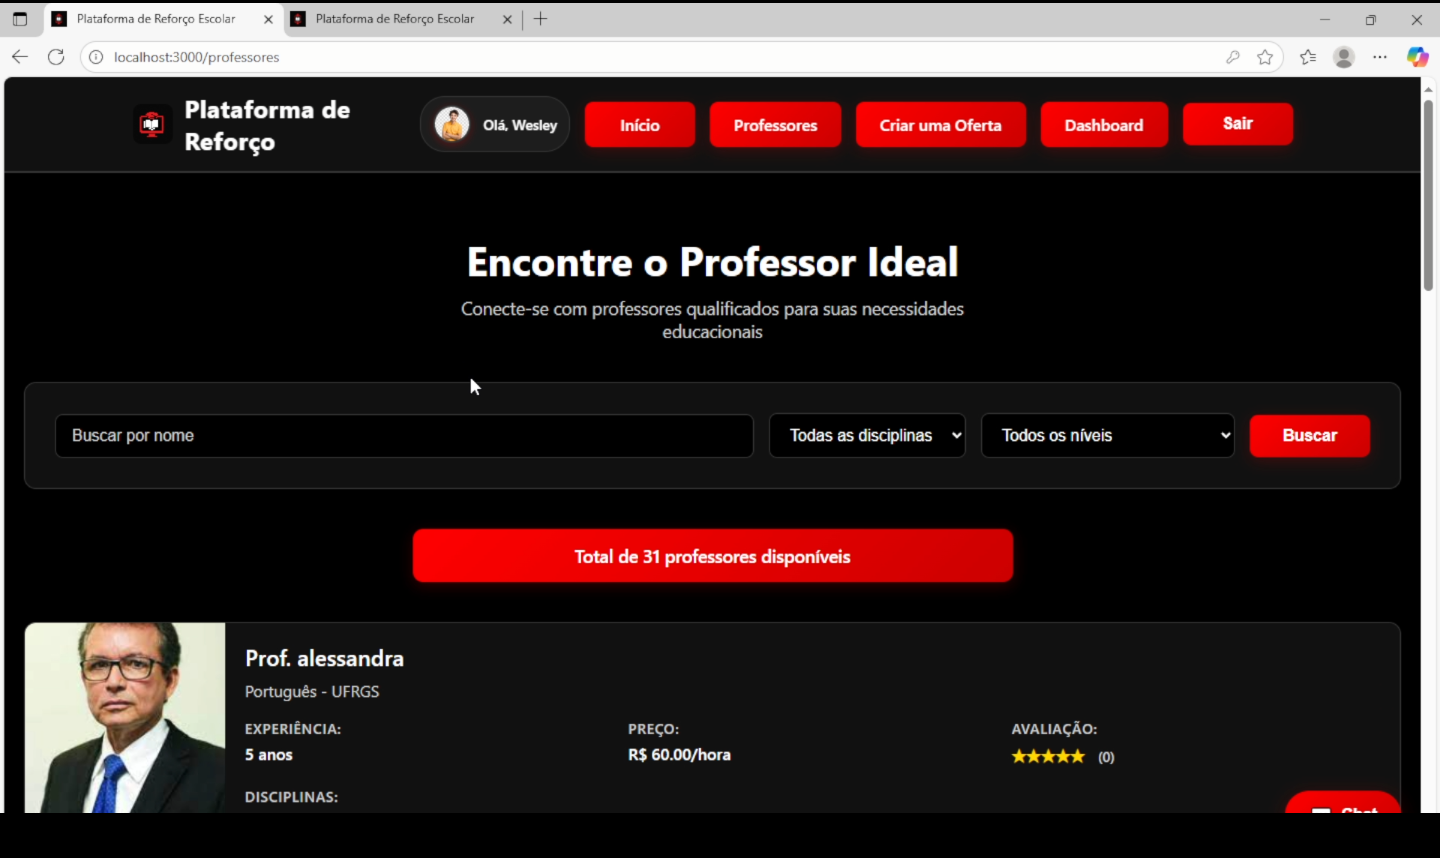 Plataforma de Reforço Escolar
Plataforma de Reforço Escolar
localhost:3000/professores
Plataforma de
Reforço
Olá, Wesley
Início
Professores
Criar uma Oferta
Dashboard
Sair
Encontre o Professor Ideal
Conecte-se com professores qualificados para suas necessidades
educacionais
Buscar por nome
Todas as disciplinas
Todos os níveis
Buscar
Total de 31 professores disponíveis
Prof. alessandra
Português - UFRGS
EXPERIÊNCIA:
5 anos
PREÇO:
R$ 60.00/hora
AVALIAÇÃO:
★★★★★ (0)
DISCIPLINAS:
Chat